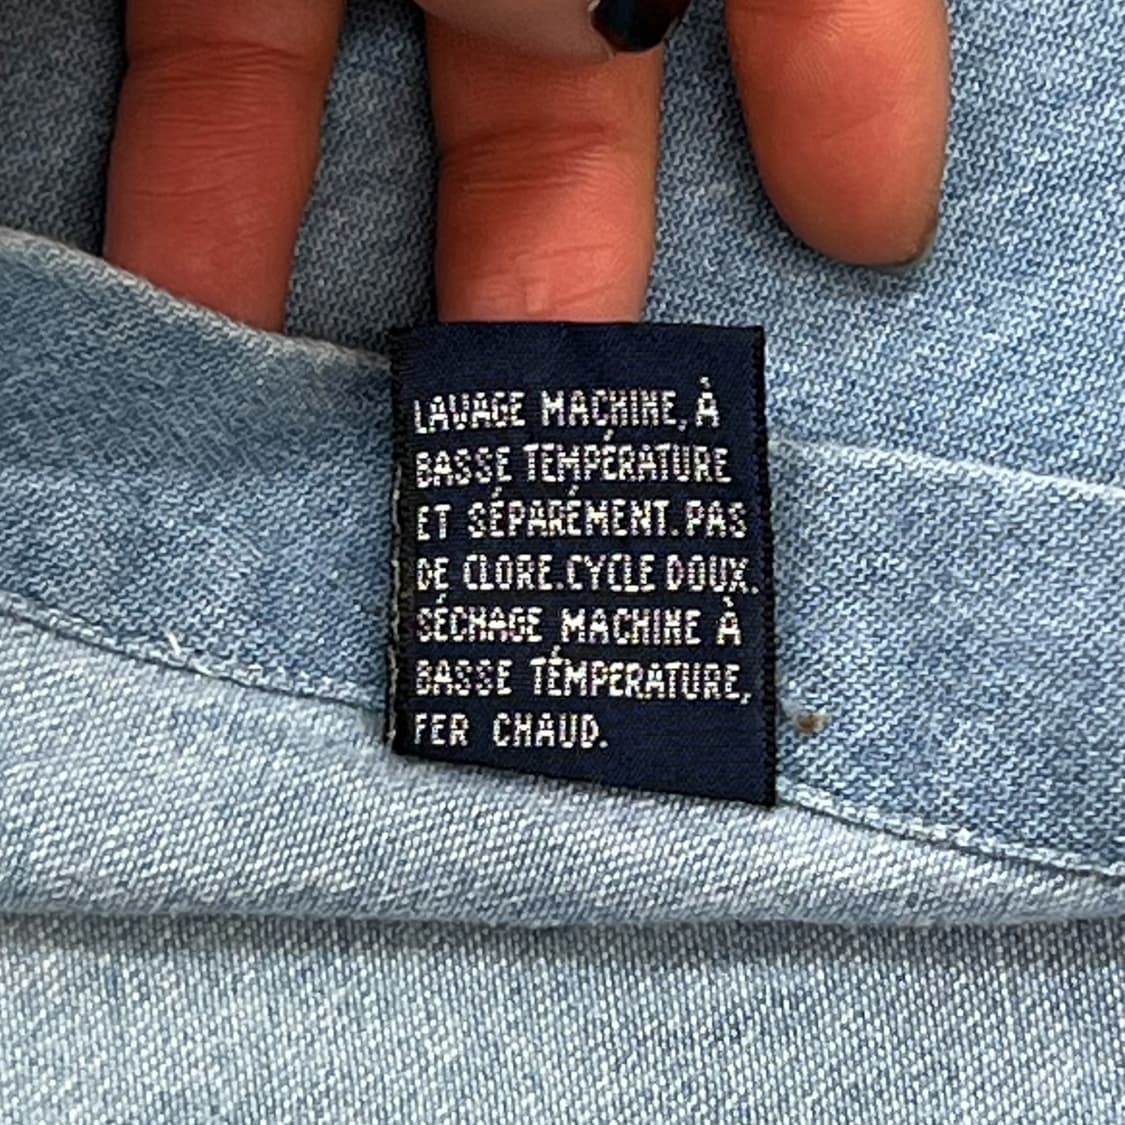 LAVAGE MACHINE, À
BASSE TEMPÉRATURE
ET SÉPARÉMENT. PAS
DE CLORE. CYCLE DOUX.
SÉCHAGE MACHINE À
BASSE TÉMPERATURE,
FER CHAUD.